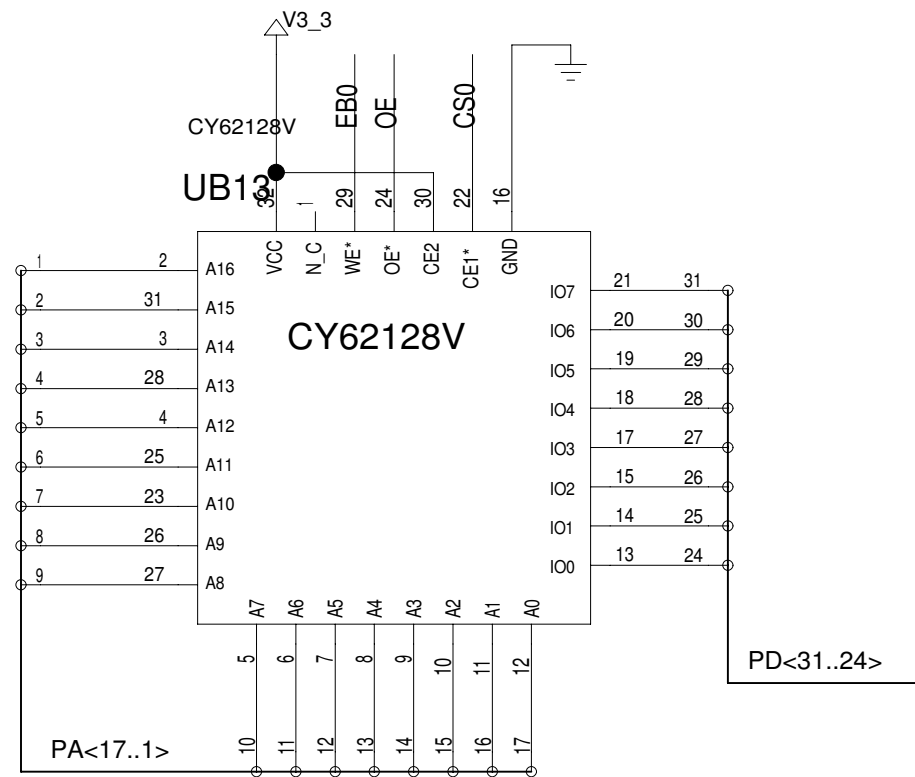 V3_3
EB0 OE CS0
CY62128V
UB13
32 1 29 24 30 22 16
VCC N_C WE* OE* CE2 CE1* GND
1 2 A16
2 31 A15
3 3 A14
4 28 A13
5 4 A12
6 25 A11
7 23 A10
8 26 A9
9 27 A8
CY62128V
IO7 21 31
IO6 20 30
IO5 19 29
IO4 18 28
IO3 17 27
IO2 15 26
IO1 14 25
IO0 13 24
A7 A6 A5 A4 A3 A2 A1 A0
5 6 7 8 9 10 11 12
10 11 12 13 14 15 16 17
PA<17..1>
PD<31..24>